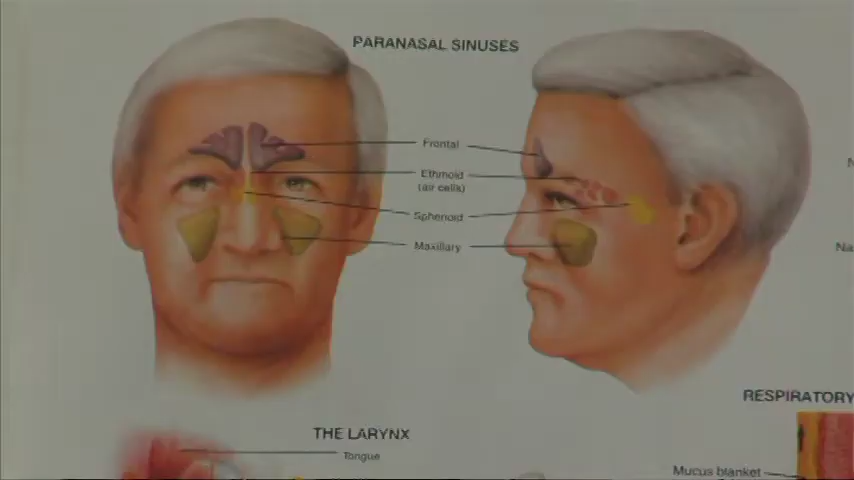 PARANASAL SINUSES
Frontal
Ethmoid
(air cells)
Sphenoid
Maxillary
RESPIRATORY
THE LARYNX
Tongue
Mucus blanket